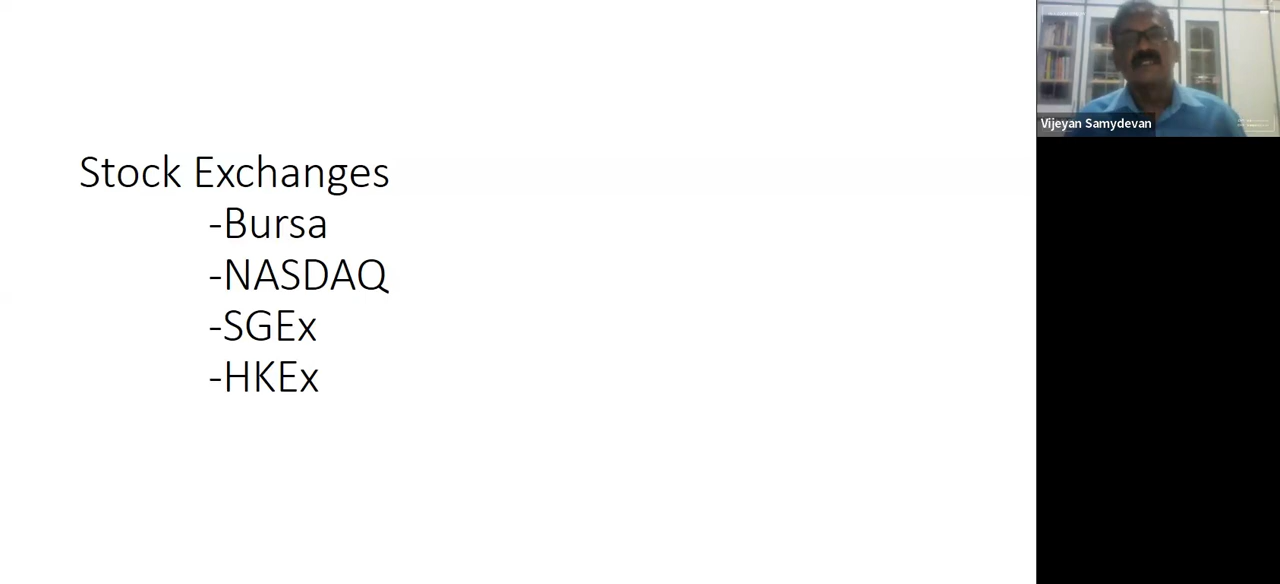 Stock Exchanges
-Bursa
-NASDAQ
-SGEx
-HKEx
Vijeyan Samydevan